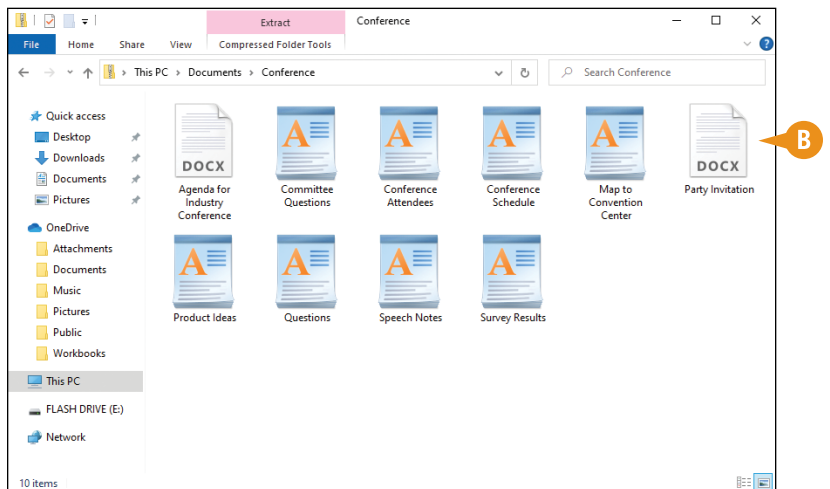 Extract
Conference
File
Home
Share
View
Compressed Folder Tools
This PC
Documents
Conference
Search Conference
Quick access
Desktop
Downloads
Documents
Pictures
OneDrive
Attachments
Documents
Music
Pictures
Public
Workbooks
This PC
FLASH DRIVE (E:)
Network
DOCX
Agenda for
Industry
Conference
A
Committee
Questions
A
Conference
Attendees
A
Conference
Schedule
A
Map to
Convention
Center
DOCX
Party Invitation
B
A
Product Ideas
A
Questions
A
Speech Notes
A
Survey Results
10 items